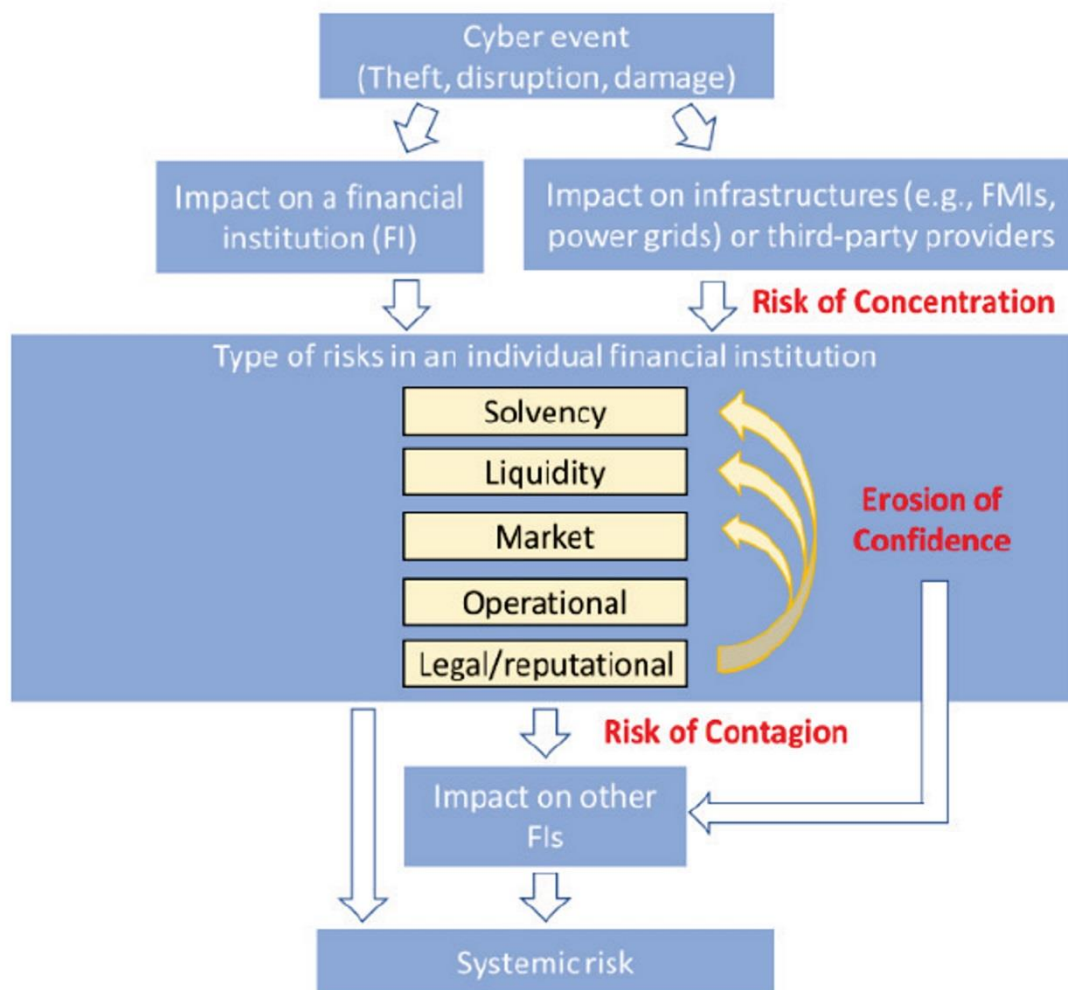 Cyber event
(Theft, disruption, damage)
Impact on a financial
institution (FI)
Impact on infrastructures (e.g., FMIs,
power grids) or third-party providers
Risk of Concentration
Type of risks in an individual financial institution
Solvency
Liquidity
Market
Operational
Legal/reputational
Erosion of
Confidence
Risk of Contagion
Impact on other
FIs
Systemic risk